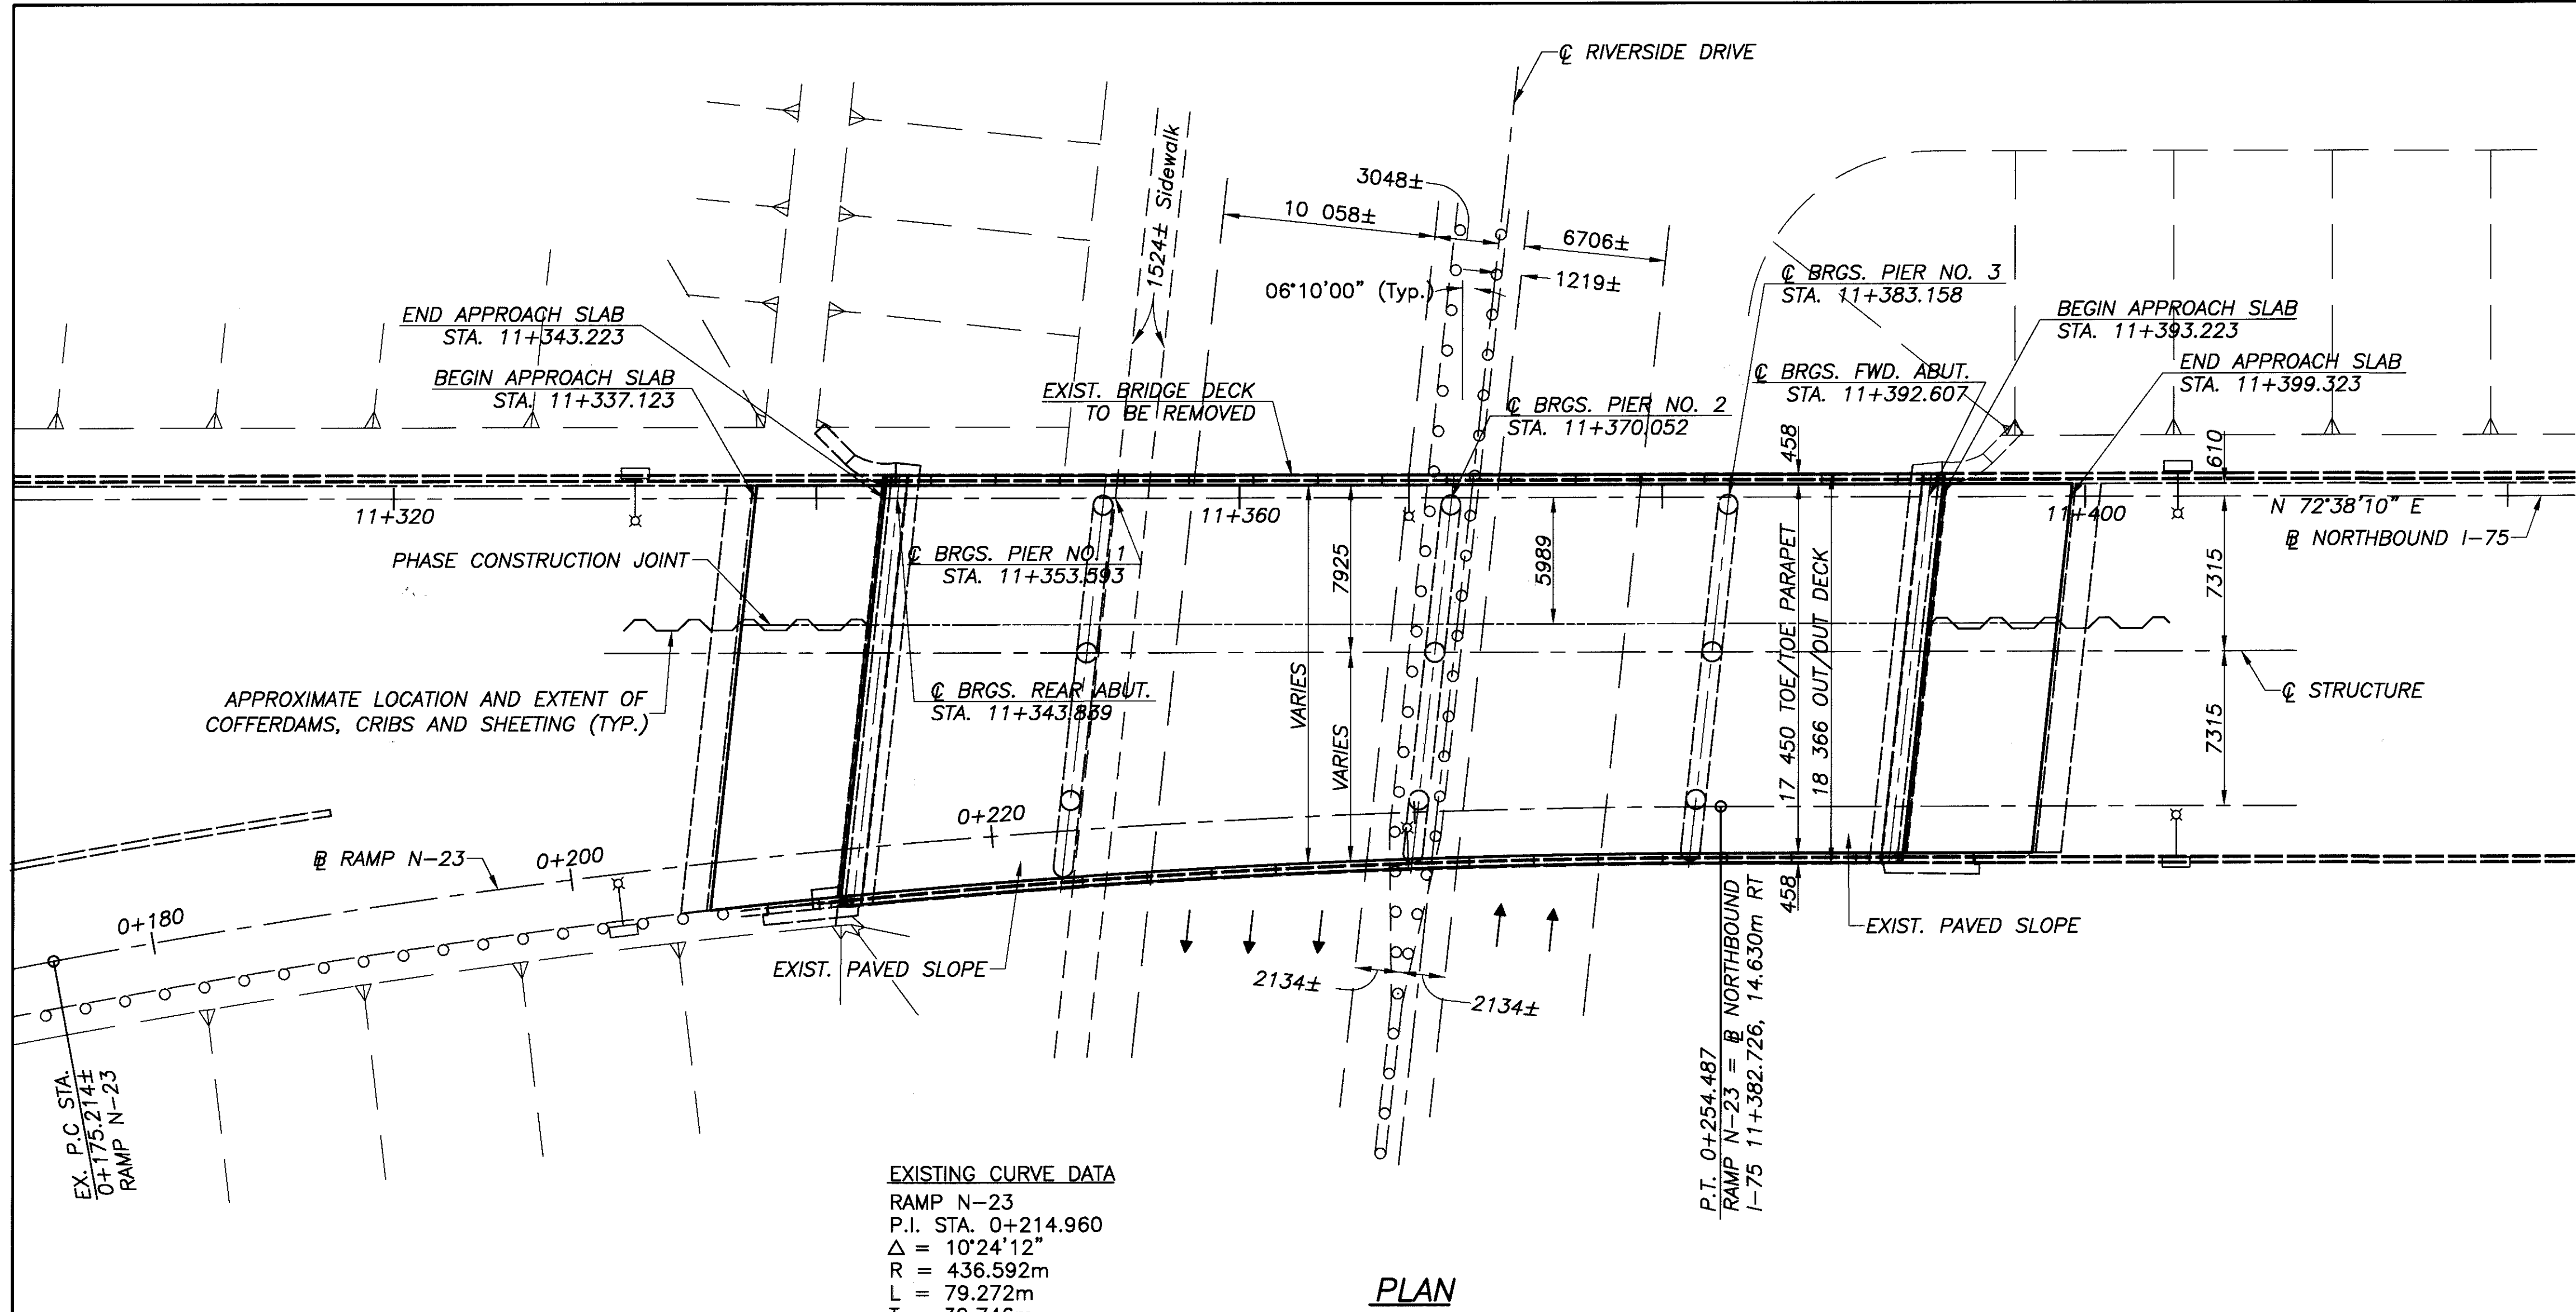 ℄ RIVERSIDE DRIVE
1524± Sidewalk
3048±
10 058±
6706±
1219±
06°10'00" (Typ.)
℄ BRGS. PIER NO. 3
STA. 11+383.158
END APPROACH SLAB
STA. 11+343.223
BEGIN APPROACH SLAB
STA. 11+393.223
BEGIN APPROACH SLAB
STA. 11+337.123
EXIST. BRIDGE DECK
TO BE REMOVED
℄ BRGS. FWD. ABUT.
STA. 11+392.607
END APPROACH SLAB
STA. 11+399.323
℄ BRGS. PIER NO. 2
STA. 11+370.052
458
610
11+320
11+360
11+400
N 72°38'10" E
B NORTHBOUND I-75
PHASE CONSTRUCTION JOINT
℄ BRGS. PIER NO. 1
STA. 11+353.593
7925
5989
7315
APPROXIMATE LOCATION AND EXTENT OF
COFFERDAMS, CRIBS AND SHEETING (TYP.)
℄ BRGS. REAR ABUT.
STA. 11+343.839
VARIES
VARIES
17 450 TOE/TOE PARAPET
18 366 OUT/OUT DECK
℄ STRUCTURE
7315
B RAMP N-23
0+180
0+200
0+220
458
EXIST. PAVED SLOPE
EXIST. PAVED SLOPE
2134±
2134±
EX. P.C STA.
0+175.214±
RAMP N-23
P.T. 0+254.487
RAMP N-23 = B NORTHBOUND
I-75 11+382.726, 14.630m RT
EXISTING CURVE DATA
RAMP N-23
P.I. STA. 0+214.960
△ = 10°24'12"
R = 436.592m
L = 79.272m
PLAN